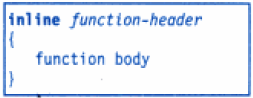 inline function-header
{
function body
}